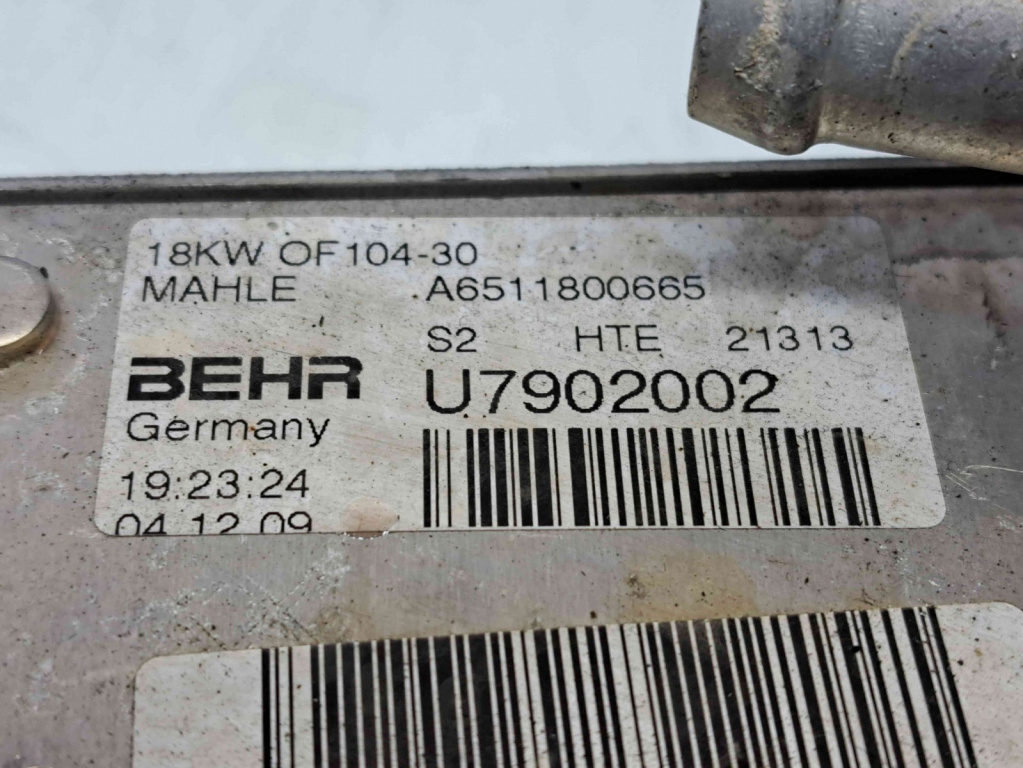 18KW OF104-30
MAHLE A6511800665
S2 HTE 21313
BEHR U7902002
Germany
19:23:24
04.12.09